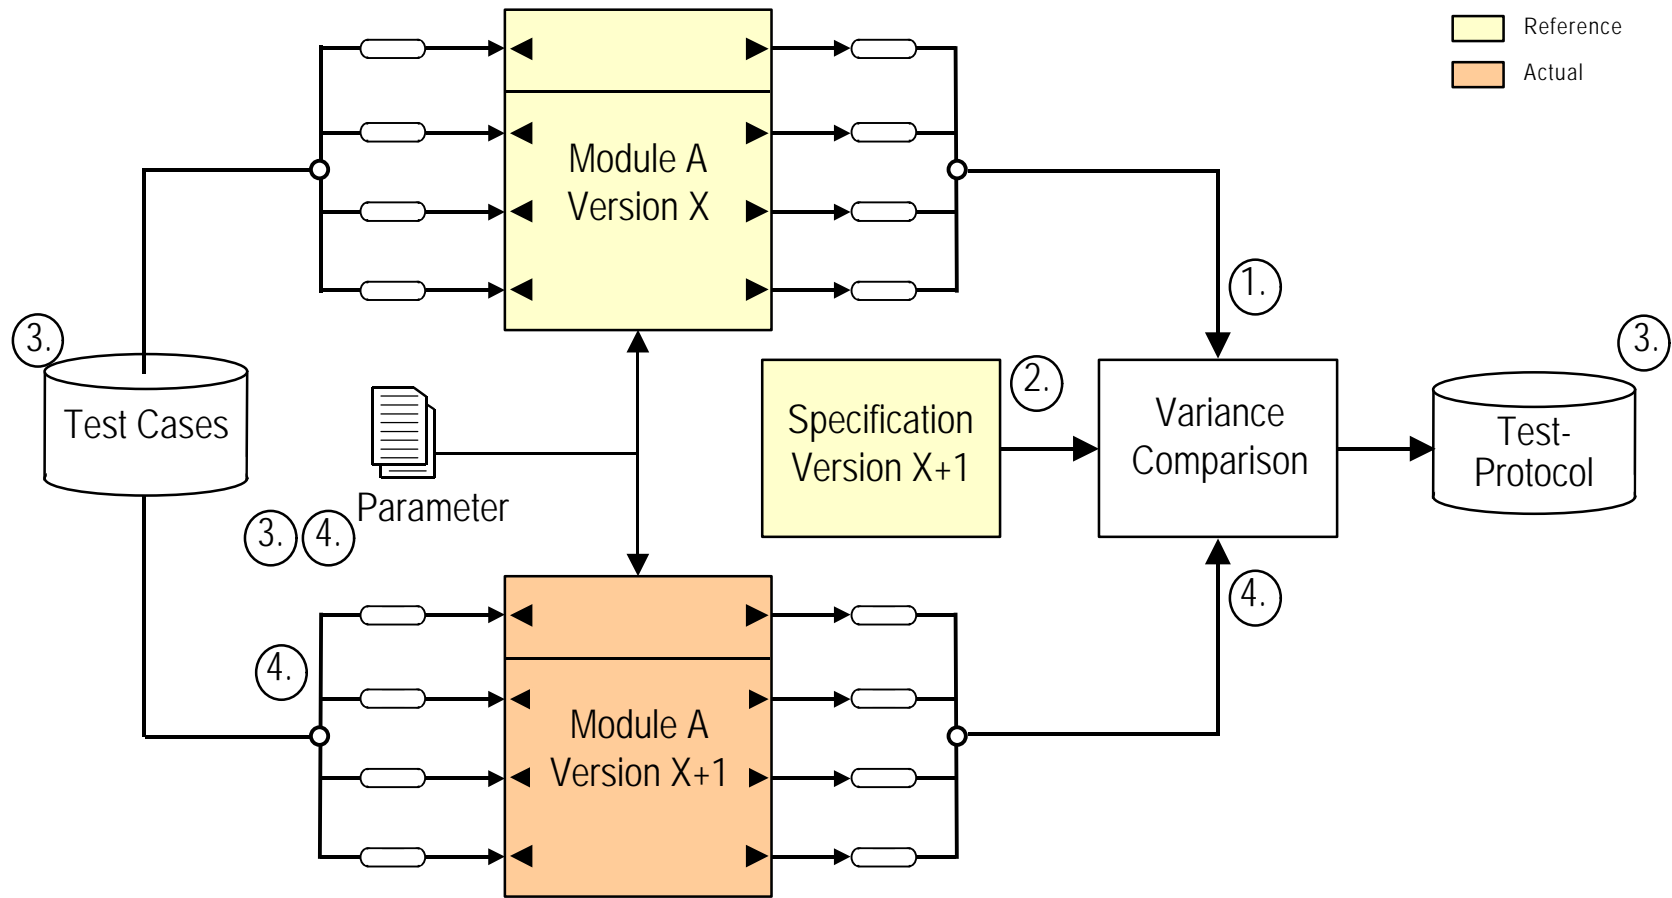 Reference
Actual
Module A
Version X
1.
3.
3.
2.
Test Cases
Specification
Version X+1
Variance
Comparison
Test-
Protocol
Parameter
3.
4.
4.
4.
Module A
Version X+1